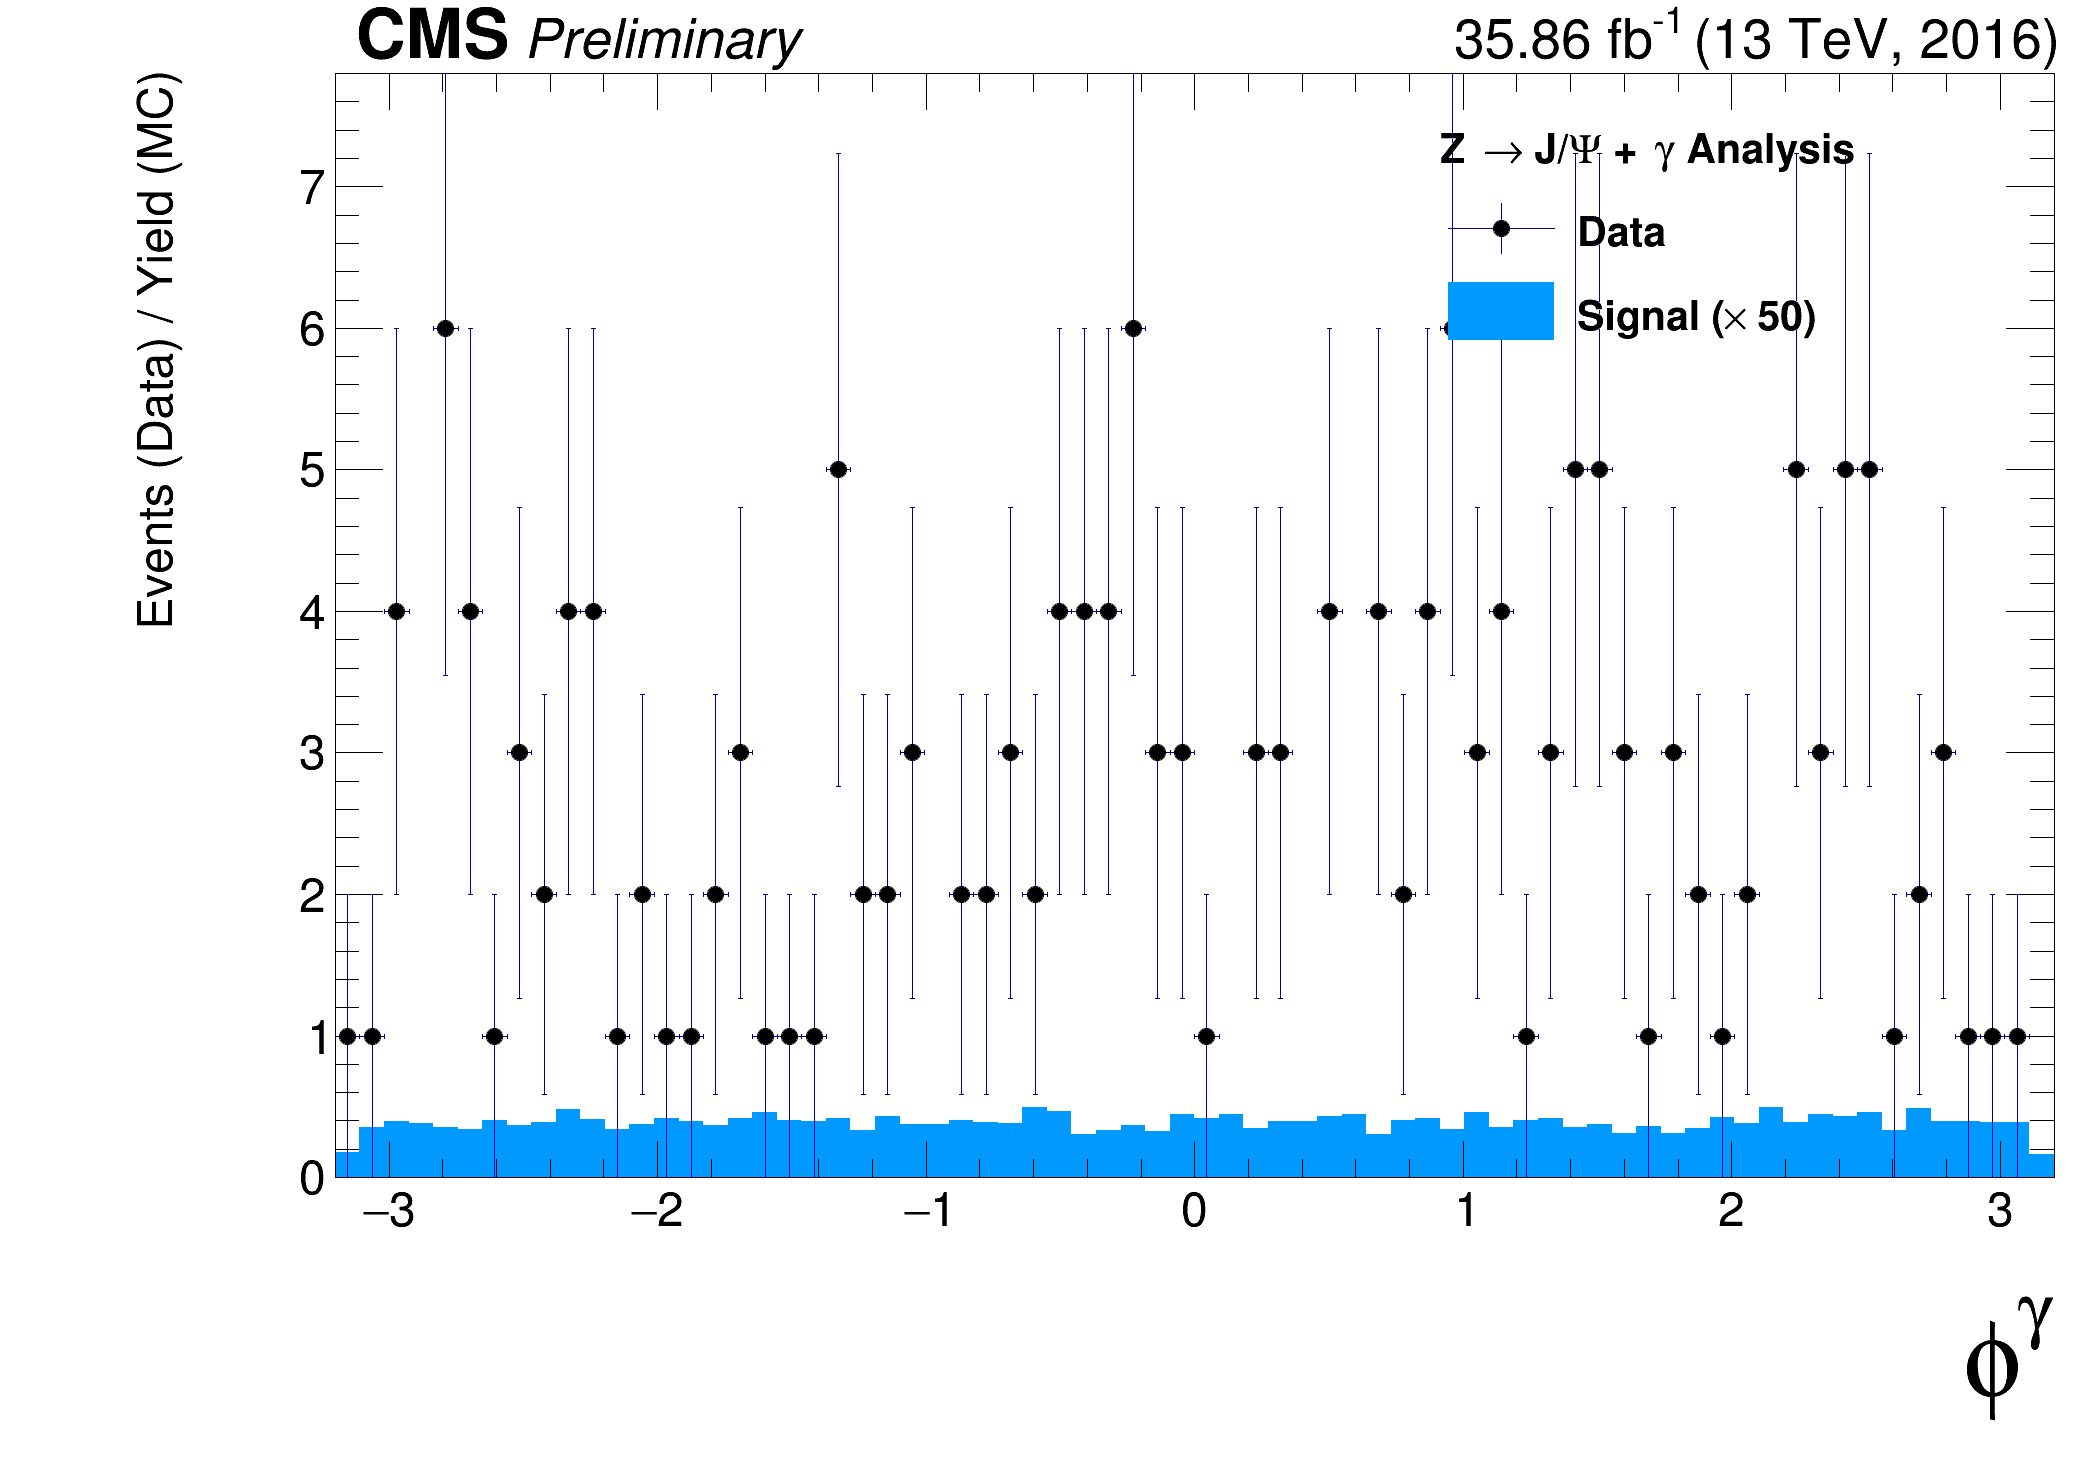 CMS Preliminary
35.86 fb⁻¹ (13 TeV, 2016)
Events (Data) / Yield (MC)
Z → J/Ψ + γ Analysis
Data
Signal (× 50)
7
6
5
4
3
2
1
0
−3 −2 −1 0 1 2 3
ϕ^γ